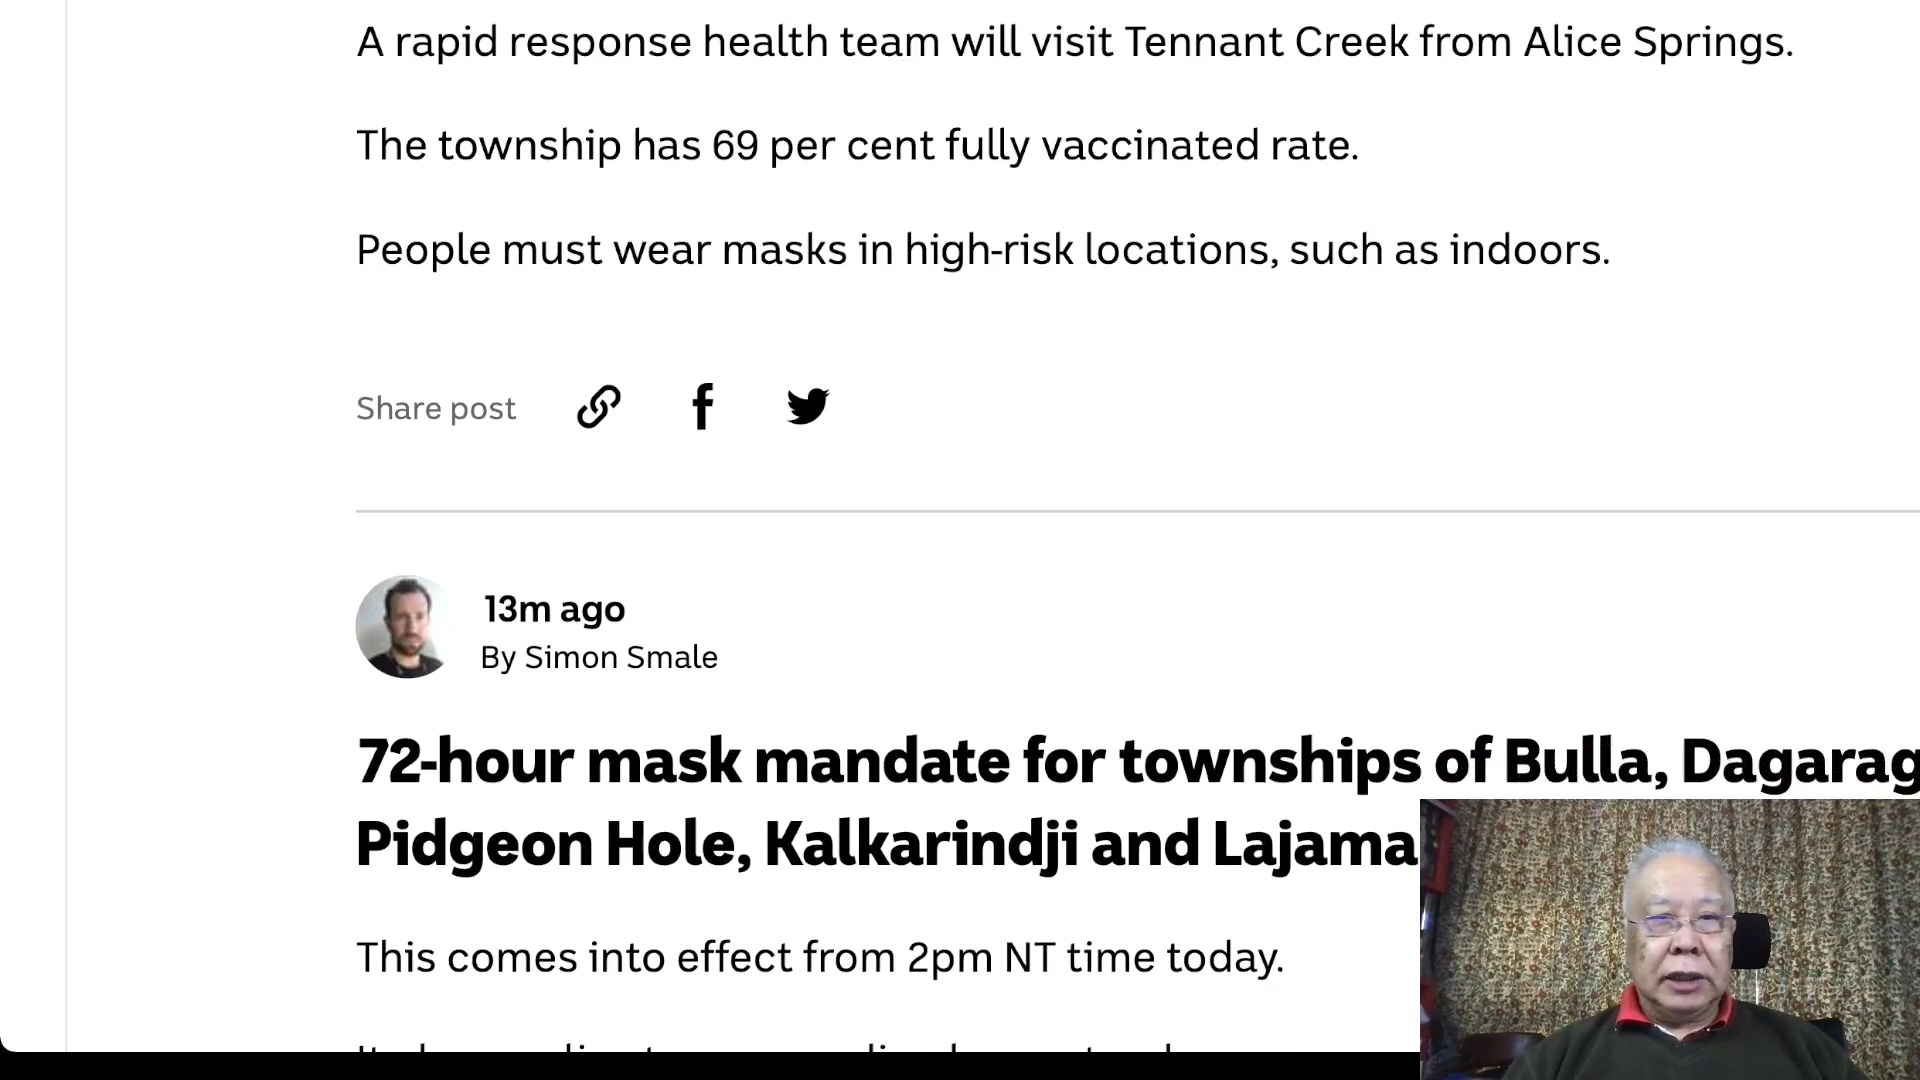 A rapid response health team will visit Tennant Creek from Alice Springs.
The township has 69 per cent fully vaccinated rate.
People must wear masks in high-risk locations, such as indoors.
Share post
13m ago
By Simon Smale
72-hour mask mandate for townships of Bulla, Dagarag
Pidgeon Hole, Kalkarindji and Lajama
This comes into effect from 2pm NT time today.